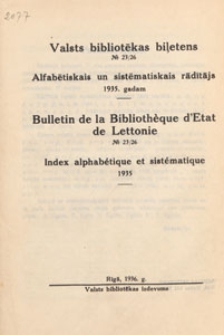 2077
Valsts bibliotēkas biļetens
№ 23/26
Alfabētiskais un sistēmatiskais rādītājs
1935. gadam
Bulletin de la Bibliothèque d'Etat
de Lettonie
№ 23/26
Index alphabétique et sistématique
1935
Rīgā, 1936. g.
Valsts bibliotēkas izdevums